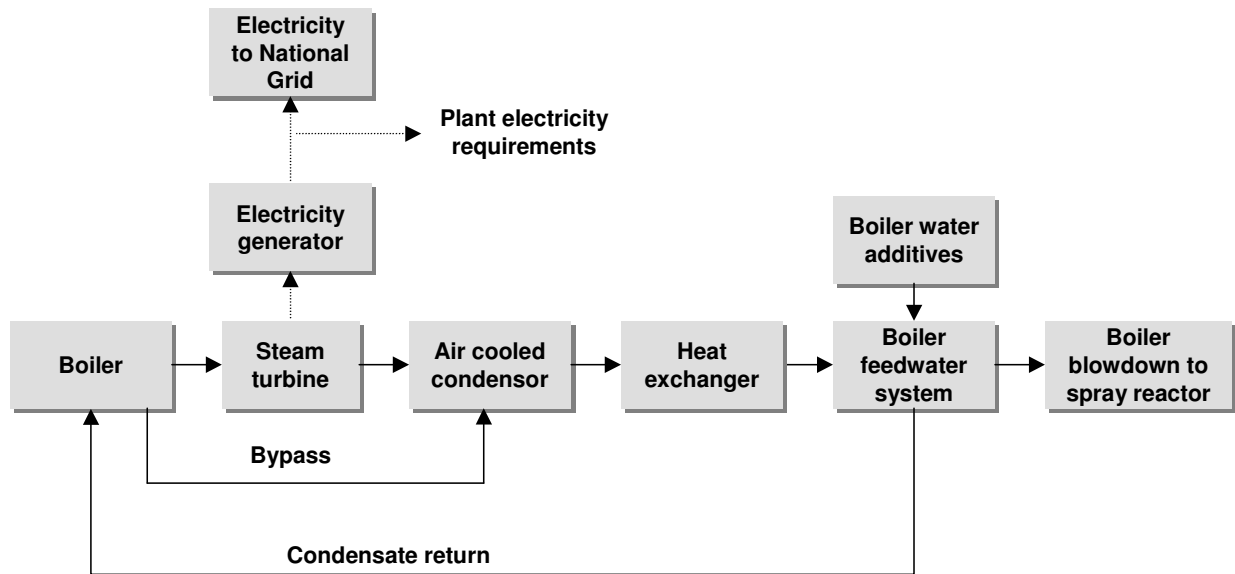 Electricity
to National
Grid
Plant electricity
requirements
Electricity
generator
Boiler water
additives
Boiler
Steam
turbine
Air cooled
condensor
Heat
exchanger
Boiler
feedwater
system
Boiler
blowdown to
spray reactor
Bypass
Condensate return